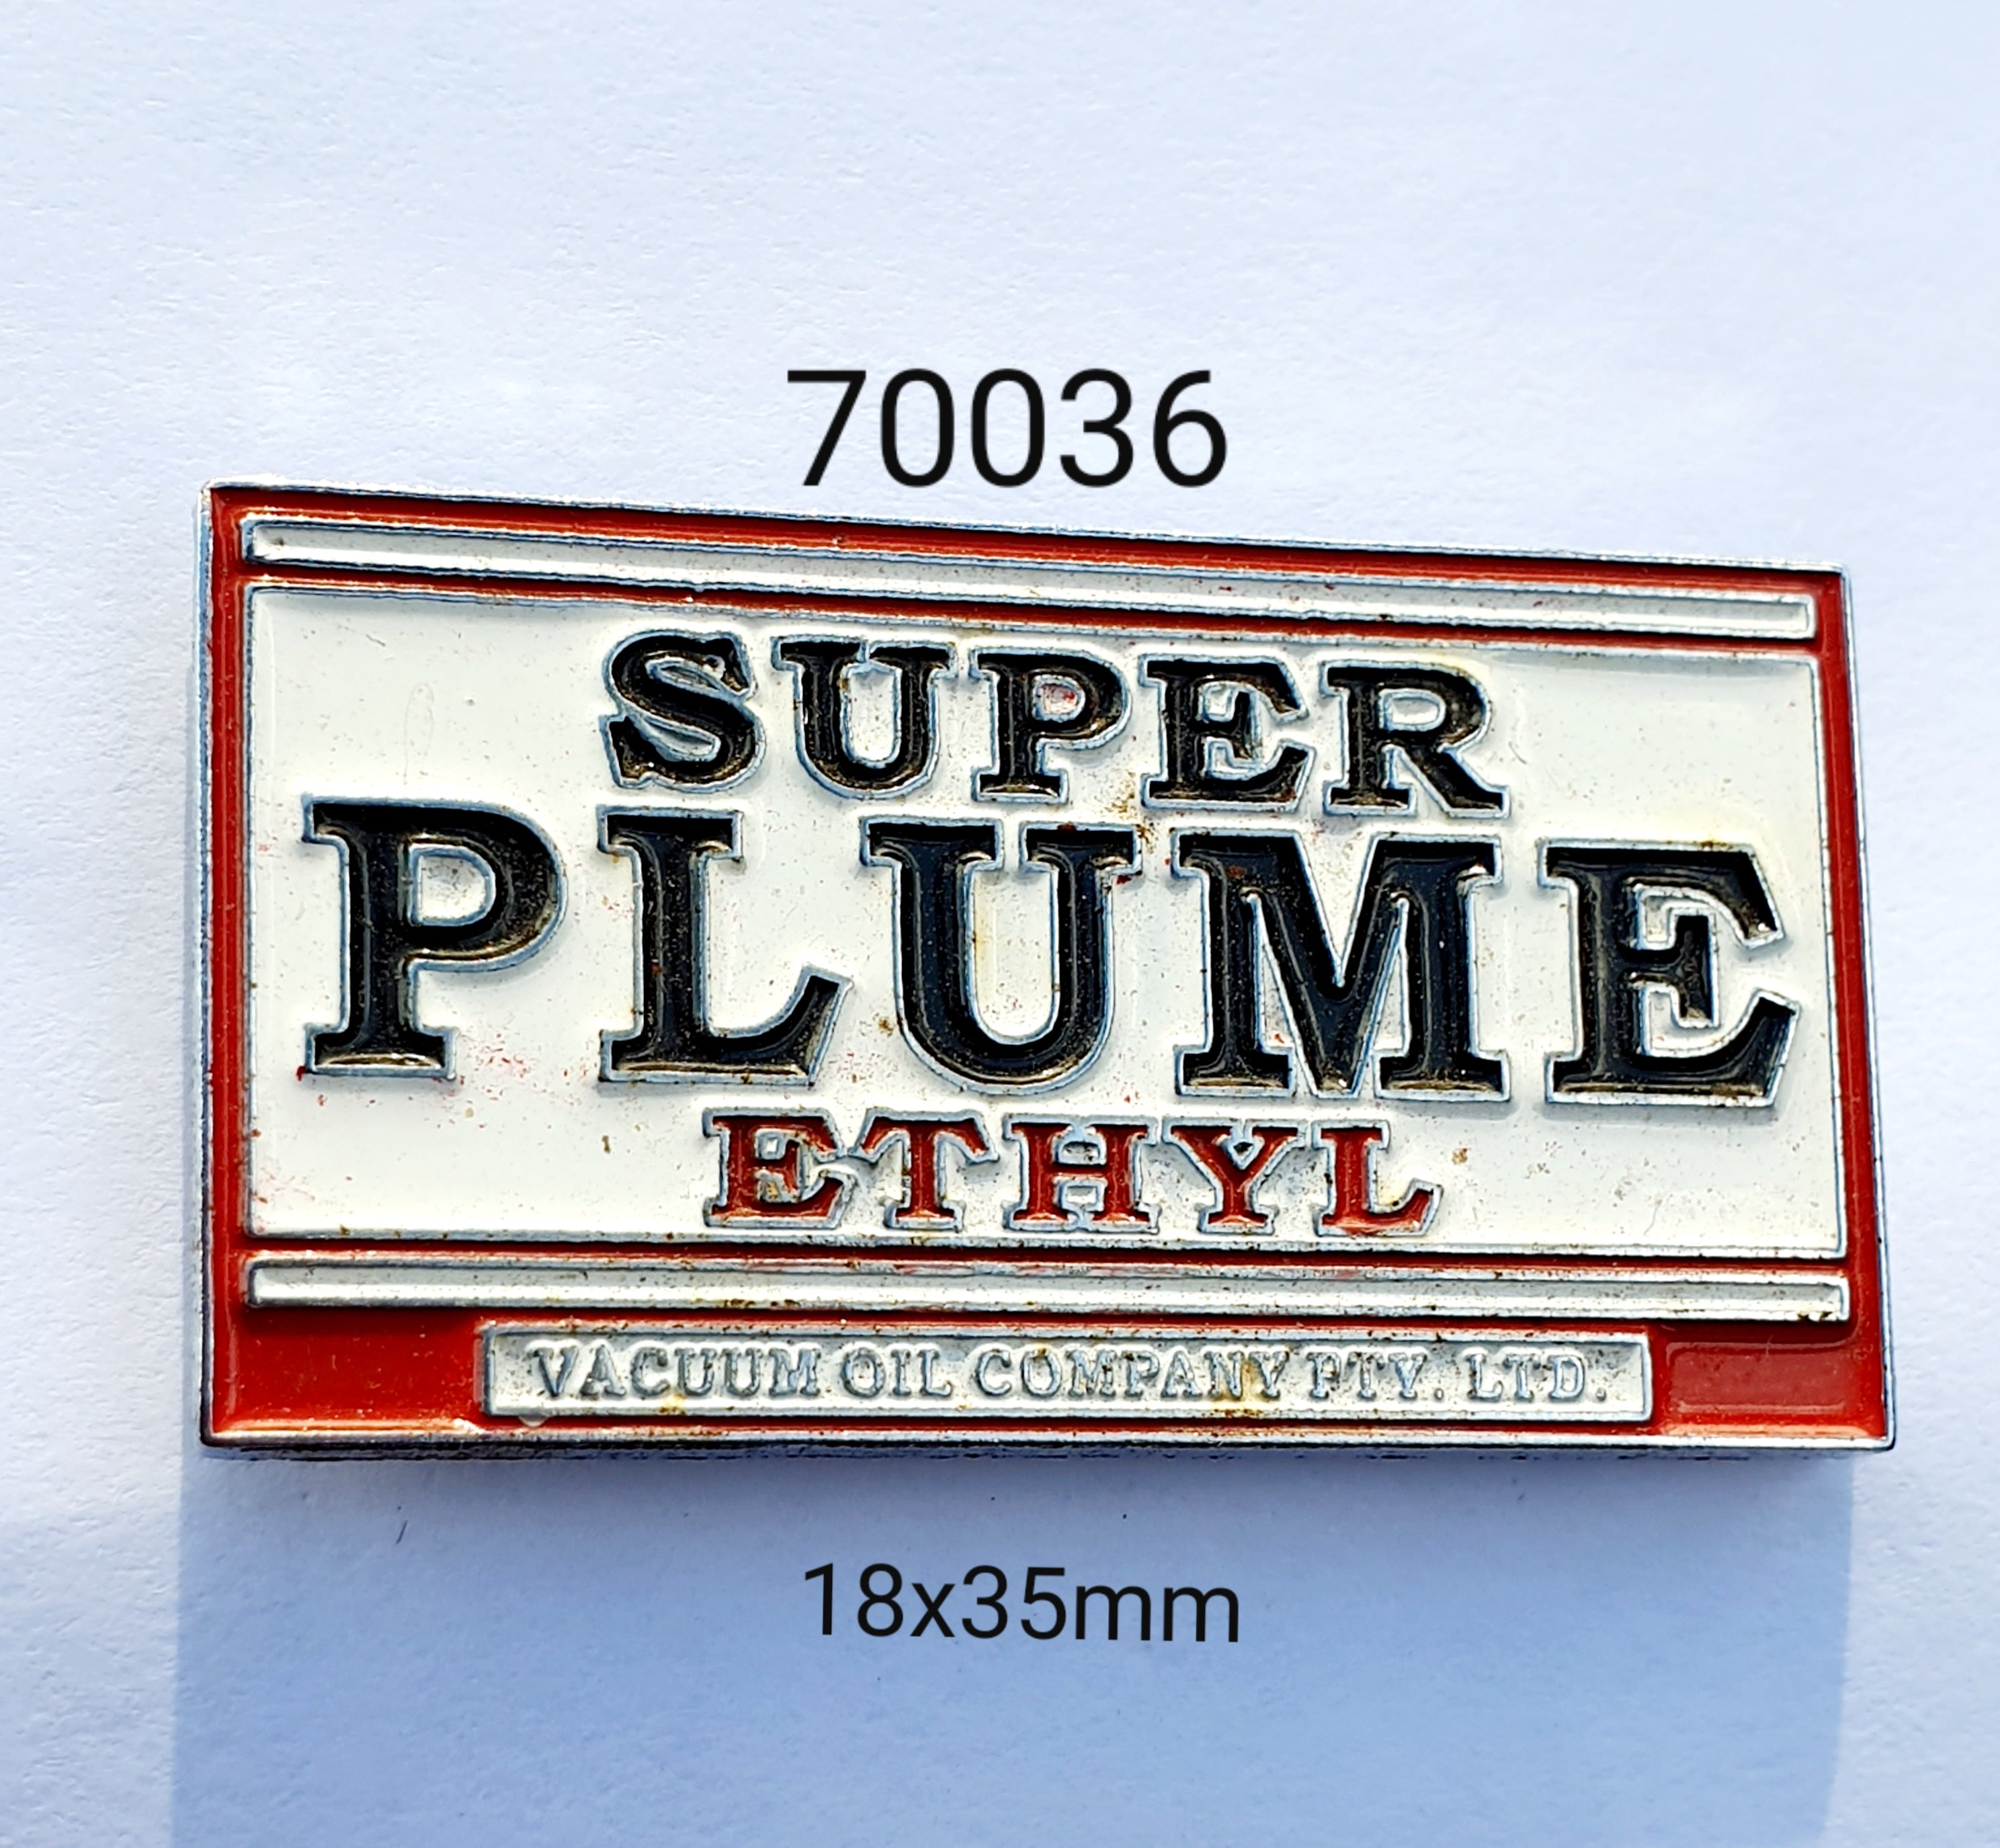 70036
SUPER
PLUME
ETHYL
VACUUM OIL COMPANY PTY. LTD.
18x35mm